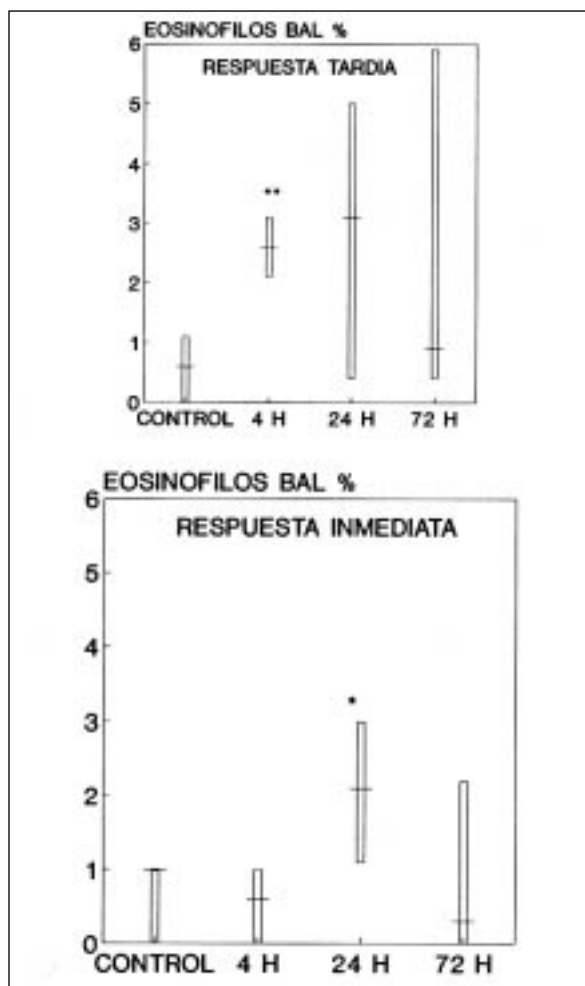 EOSINOFILOS BAL %
6
RESPUESTA TARDIA
5
4
**
3
2
1
0
CONTROL 4 H 24 H 72 H
EOSINOFILOS BAL %
6
RESPUESTA INMEDIATA
5
4
*
3
2
1
0
CONTROL 4 H 24 H 72 H